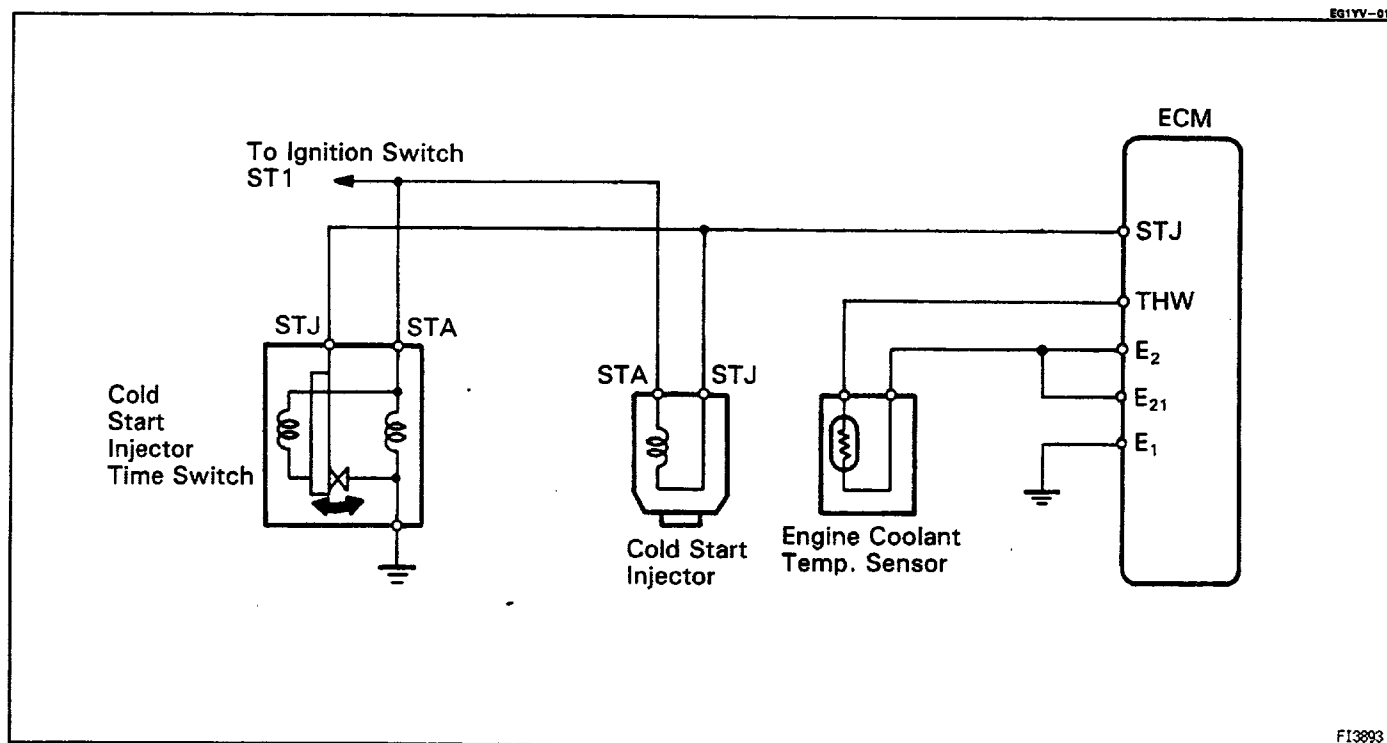 EG1YV-01
ECM
To Ignition Switch
ST1
STJ
THW
STJ
STA
E2
STA
STJ
E21
Cold
Start
Injector
Time Switch
E1
Cold Start
Injector
Engine Coolant
Temp. Sensor
FI3893